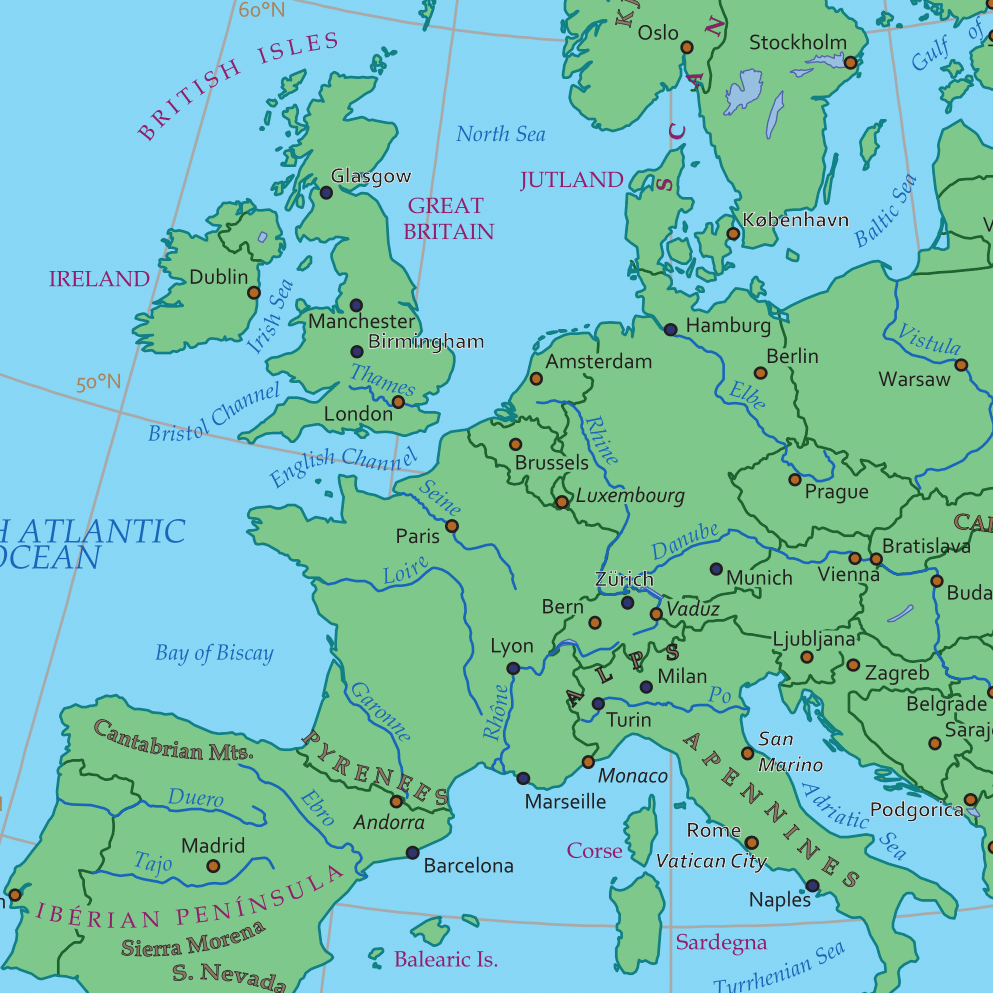 60°N
BRITISH ISLES
Oslo
Stockholm
Gulf of
North Sea
SCAN
JUTLAND
Glasgow
GREAT
BRITAIN
København
Baltic Sea
IRELAND
Dublin
Irish Sea
Manchester
Birmingham
Hamburg
Vistula
Amsterdam
Berlin
Warsaw
50°N
Thames
London
Elbe
Bristol Channel
Rhine
English Channel
Brussels
Seine
Luxembourg
Prague
H ATLANTIC
OCEAN
Paris
Danube
Bratislava
Loire
Zürich
Munich
Vienna
Buda
Bern
Vaduz
Bay of Biscay
Lyon
ALPS
Ljubljana
Zagreb
Milan
Garonne
Rhône
Po
Turin
Belgrade
Cantabrian Mts.
PYRENEES
San
Marino
Saraj
Monaco
APENNINES
Duero
Ebro
Marseille
Adriatic Sea
Podgorica
Andorra
Madrid
Rome
Corse
Vatican City
Tajo
Barcelona
Naples
IBÉRIAN PENÍNSULA
Sierra Morena
Sardegna
Balearic Is.
S. Nevada
Tyrrhenian Sea